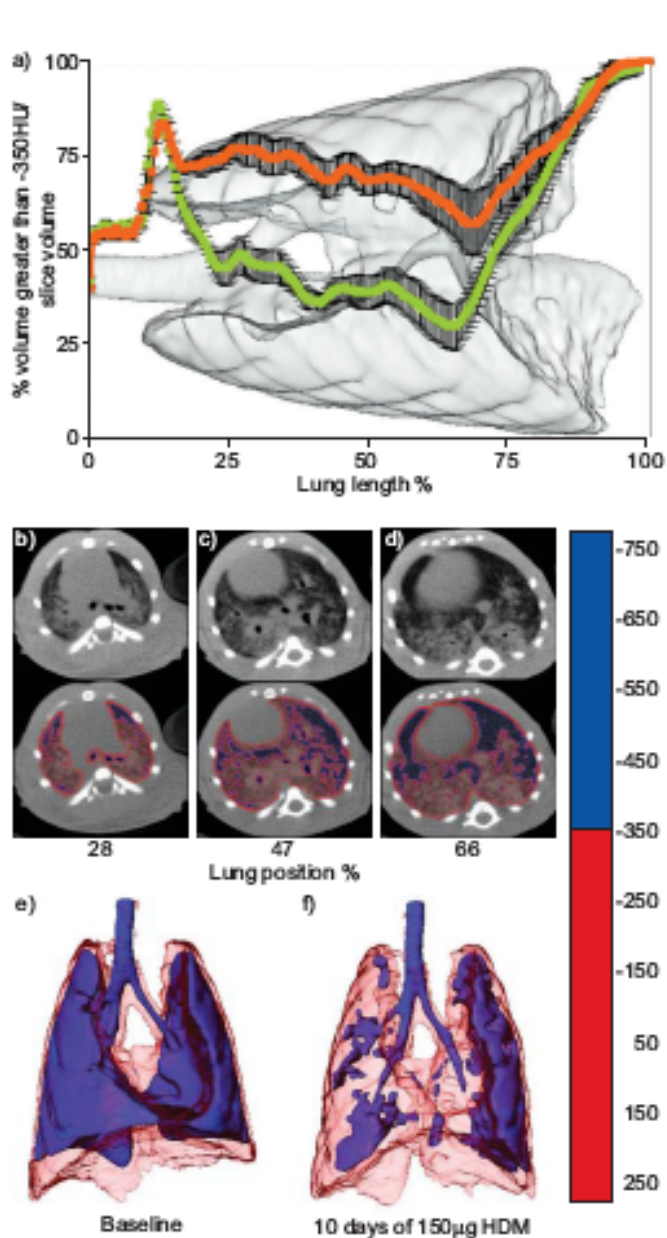 a)
% volume greater than -350HU/
slice volume
100
75
50
25
0
0 25 50 75 100
Lung length %
b) c) d)
28 47 66
Lung position %
-750
-650
-550
-450
-350
-250
-150
50
150
250
e) f)
Baseline 10 days of 150µg HDM